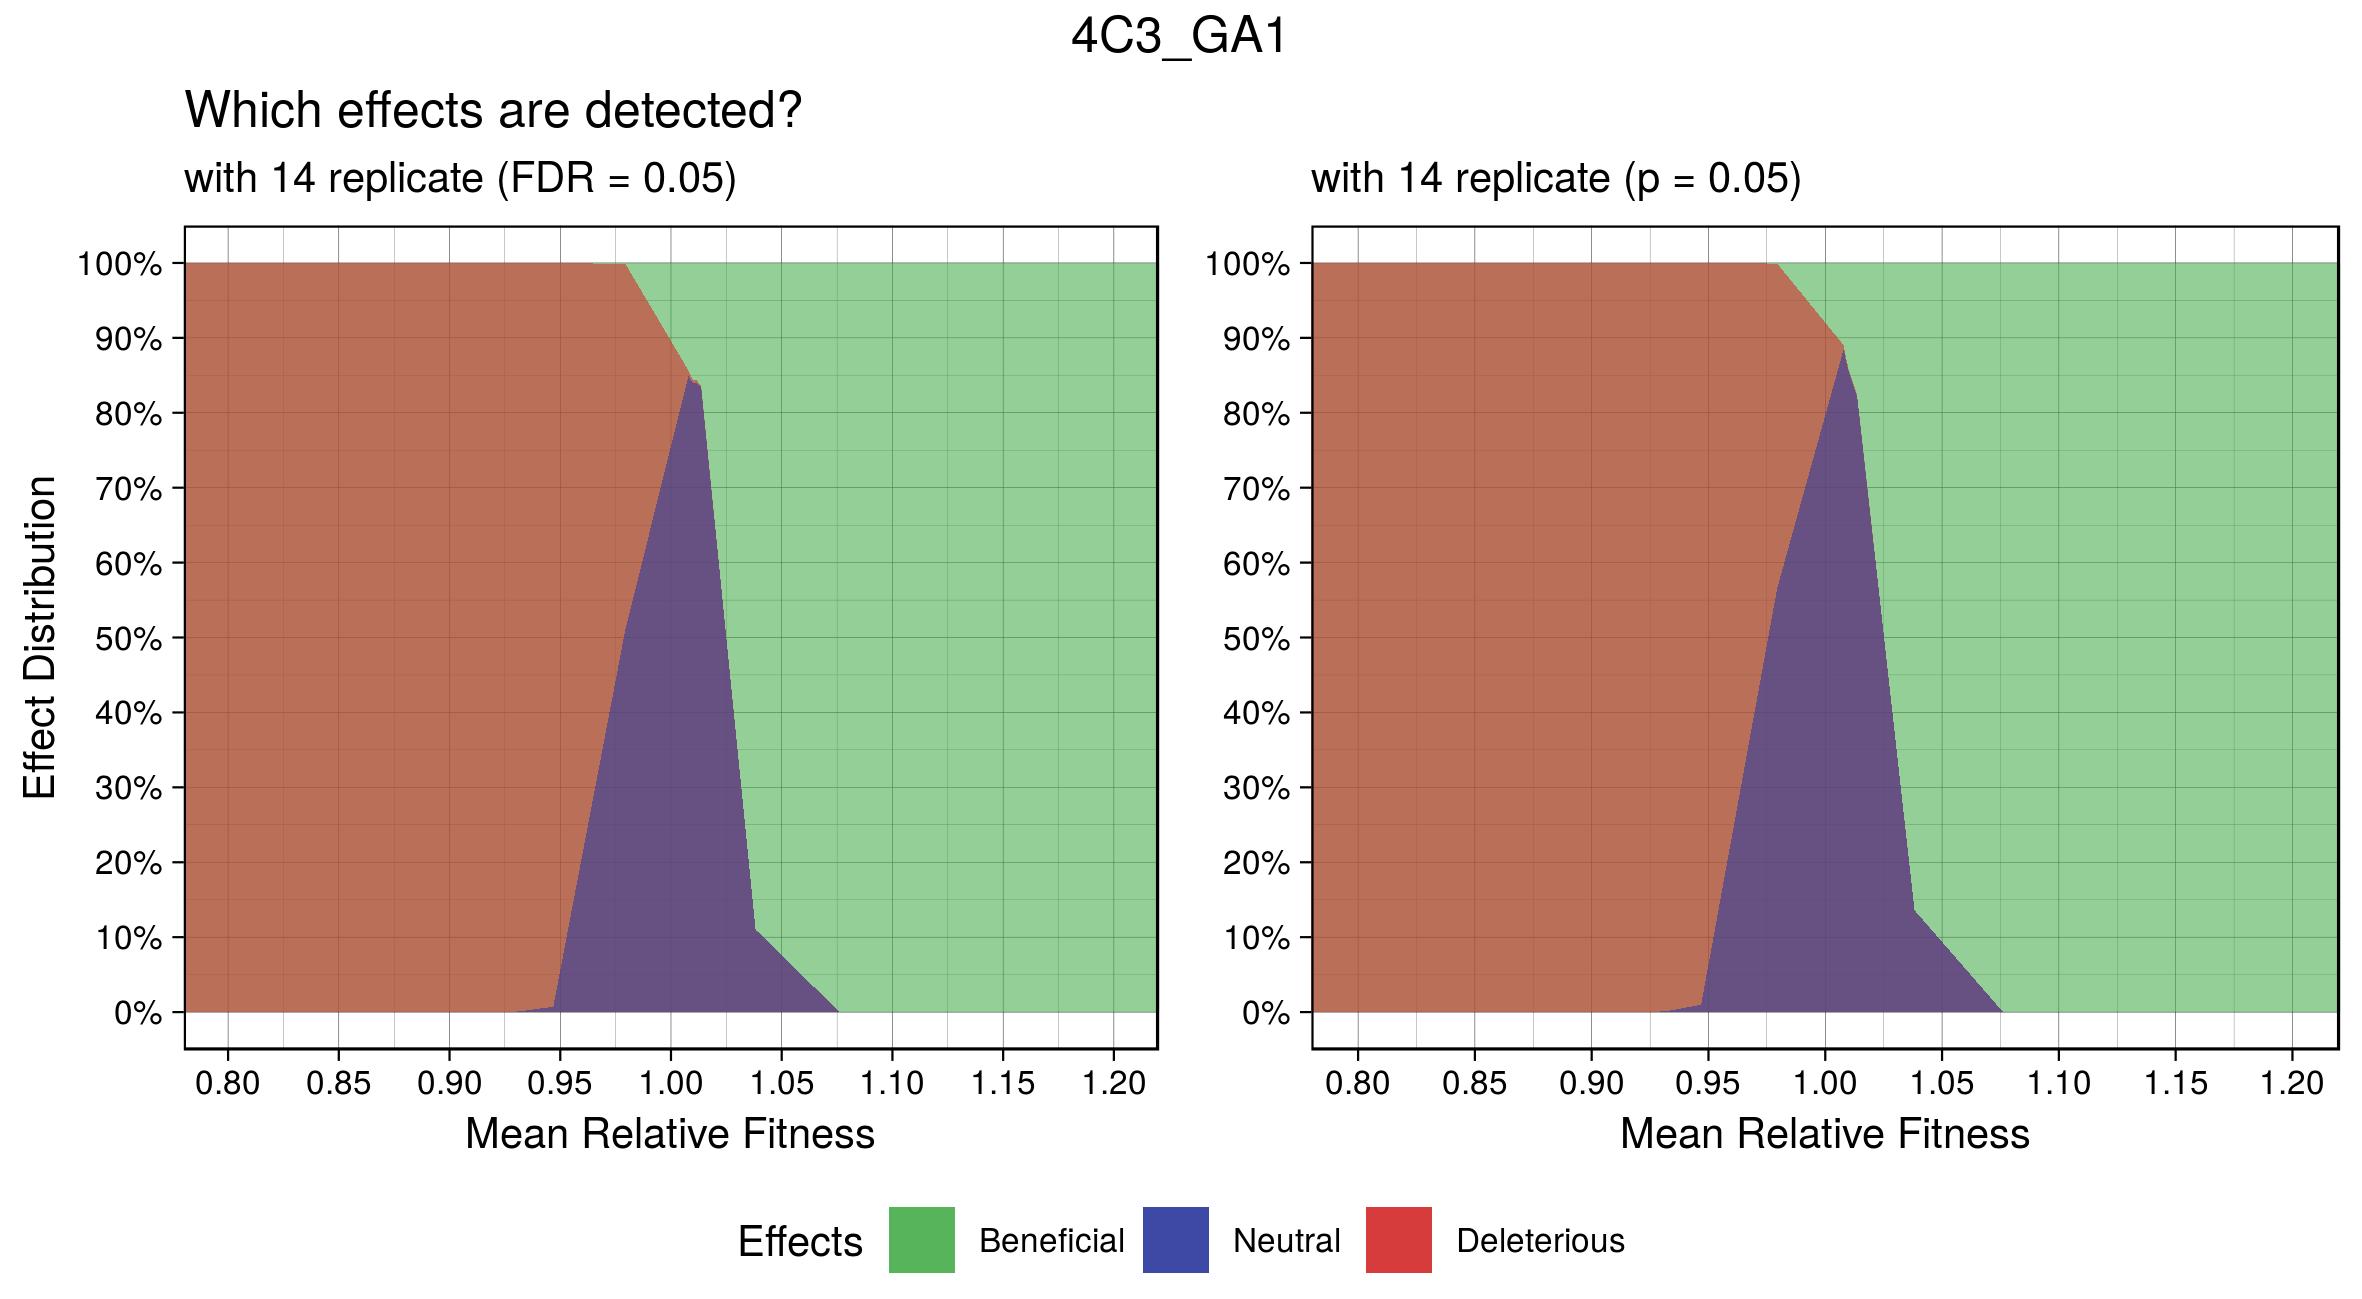 4C3_GA1
Which effects are detected?
with 14 replicate (FDR = 0.05)
with 14 replicate (p = 0.05)
Effect Distribution
100%
90%
80%
70%
60%
50%
40%
30%
20%
10%
0%
0.80 0.85 0.90 0.95 1.00 1.05 1.10 1.15 1.20
Mean Relative Fitness
100%
90%
80%
70%
60%
50%
40%
30%
20%
10%
0%
0.80 0.85 0.90 0.95 1.00 1.05 1.10 1.15 1.20
Mean Relative Fitness
Effects Beneficial Neutral Deleterious